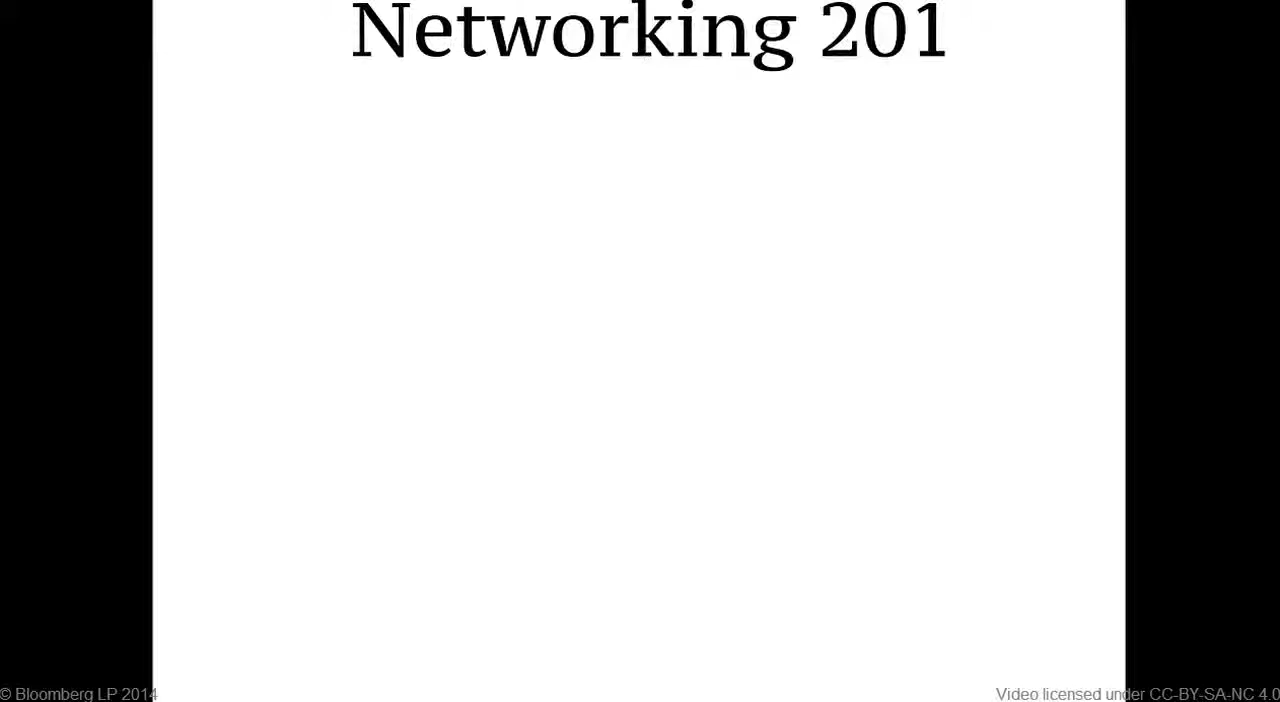 Networking 201
© Bloomberg LP 2014
Video licensed under CC-BY-SA-NC 4.0